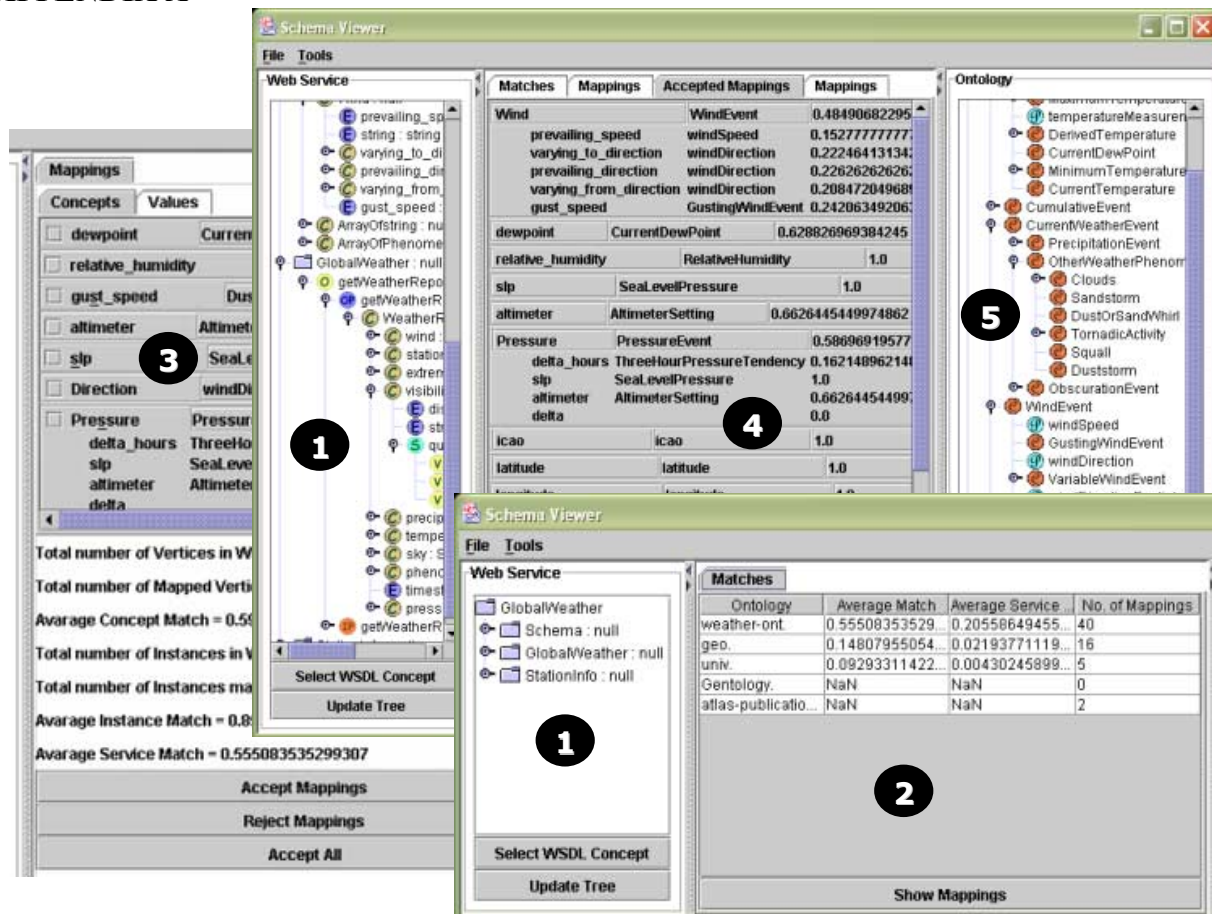 Schema Viewer
File Tools
Web Service
prevailing_sp
string : string
varying_to_di
prevailing_dir
varying_from_
gust_speed :
ArrayOfstring : nu
ArrayOfPhenome
GlobalWeather : null
getWeatherRepo
getWeatherR
WeatherR
wind :
station
extrem
visibili
dis
str
qu
V
V
V
precip
tempe
sky : S
pheno
timest
press
getWeatherR
Select WSDL Concept
Update Tree
1
Matches Mappings Accepted Mappings Mappings
Wind WindEvent 0.48490682295
prevailing_speed windSpeed 0.15277777777
varying_to_direction windDirection 0.22246413134
prevailing_direction windDirection 0.226262626262
varying_from_direction windDirection 0.20847204968
gust_speed GustingWindEvent 0.24206349206
dewpoint CurrentDewPoint 0.628826969384245
relative_humidity RelativeHumidity 1.0
slp SeaLevelPressure 1.0
altimeter AltimeterSetting 0.6626445449974862
Pressure PressureEvent 0.58696919577
delta_hours ThreeHourPressureTendency 0.16214896214
slp SeaLevelPressure 1.0
altimeter AltimeterSetting 0.66264454499
delta 0.0
icao icao 1.0
latitude latitude 1.0
4
Ontology
MaximumTemperature
temperatureMeasuren
DerivedTemperature
CurrentDewPoint
MinimumTemperature
CurrentTemperature
CumulativeEvent
CurrentWeatherEvent
PrecipitationEvent
OtherWeatherPhenom
Clouds
Sandstorm
DustOrSandWhirl
TornadicActivity
Squall
Duststorm
ObscurationEvent
WindEvent
windSpeed
GustingWindEvent
windDirection
VariableWindEvent
5
Mappings
Concepts Values
dewpoint Curren
relative_humidity
gust_speed Dus
altimeter Altimet
slp SeaLe
Direction windDi
Pressure Pressur
delta_hours ThreeHo
slp SeaLeve
altimeter Altimete
delta
3
Total number of Vertices in W
Total number of Mapped Verti
Avarage Concept Match = 0.59
Total number of Instances in V
Total number of Instances ma
Avarage Instance Match = 0.8
Avarage Service Match = 0.555083535299307
Accept Mappings
Reject Mappings
Accept All
Schema Viewer
File Tools
Web Service
GlobalWeather
Schema : null
GlobalWeather : null
StationInfo : null
1
Select WSDL Concept
Update Tree
Matches
Ontology Average Match Average Service ... No. of Mappings
weather-ont. 0.55508353529... 0.20558649455... 40
geo. 0.14807955054... 0.02193771119... 16
univ. 0.09293311422... 0.00430245899... 5
Gentology. NaN NaN 0
atlas-publicatio... NaN NaN 2
2
Show Mappings